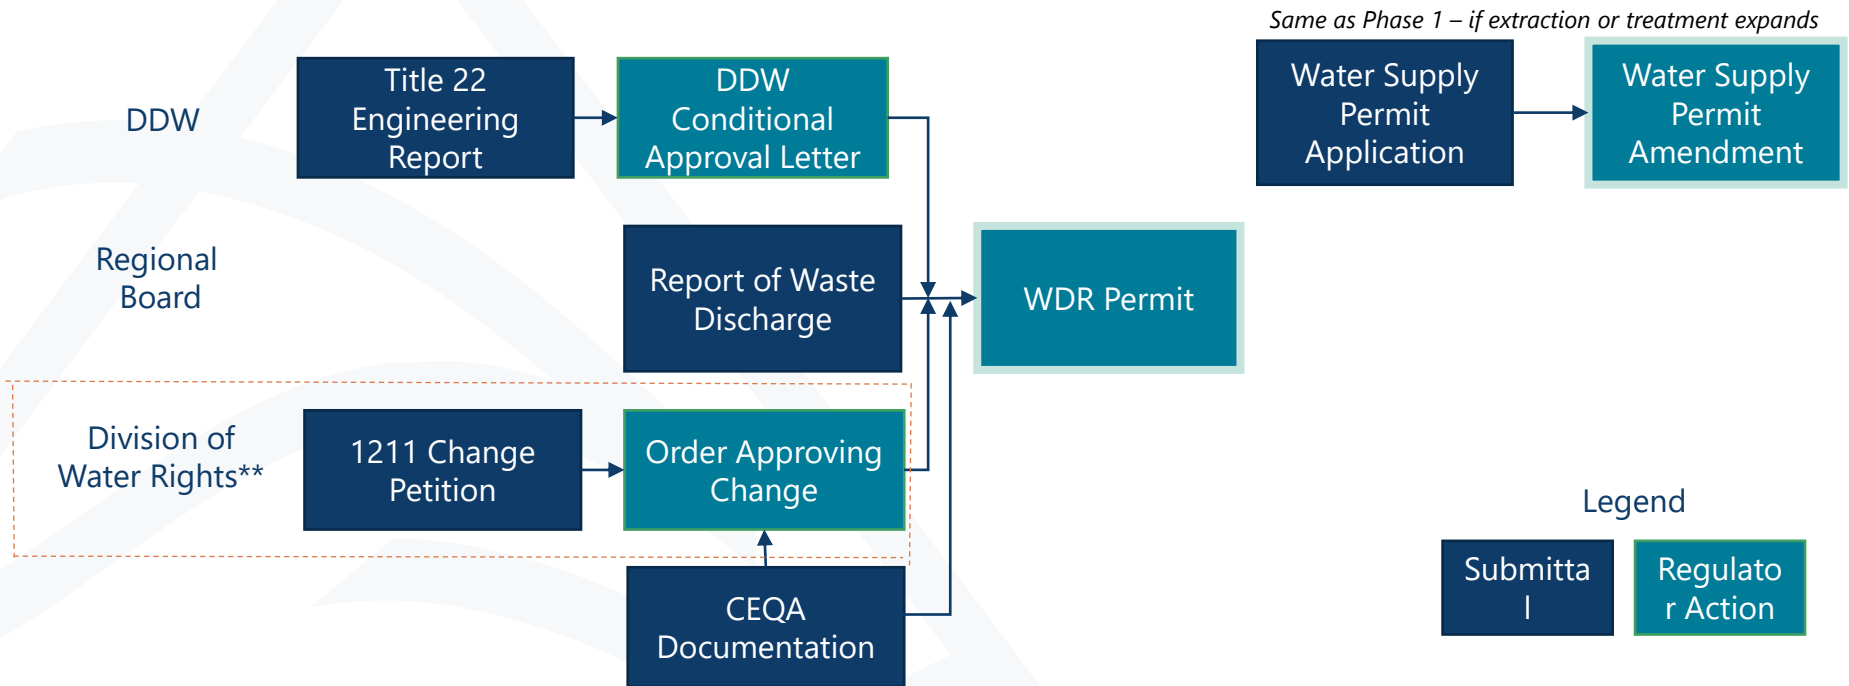 Same as Phase 1 – if extraction or treatment expands
DDW
Title 22
Engineering
Report
DDW
Conditional
Approval Letter
Water Supply
Permit
Application
Water Supply
Permit
Amendment
Regional
Board
Report of Waste
Discharge
WDR Permit
Division of
Water Rights**
1211 Change
Petition
Order Approving
Change
CEQA
Documentation
Legend
Submitta
l
Regulato
r Action